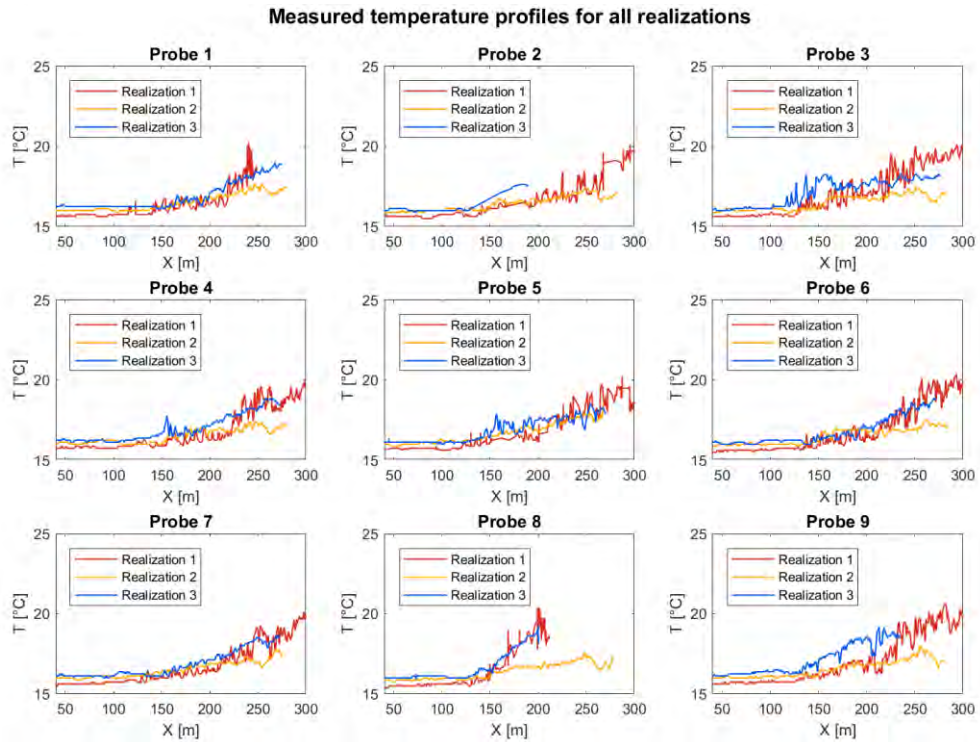 Measured temperature profiles for all realizations
Probe 1
25
20
15
T [°C]
Realization 1
Realization 2
Realization 3
50 100 150 200 250 300
X [m]
Probe 2
25
20
15
T [°C]
Realization 1
Realization 2
Realization 3
50 100 150 200 250 300
X [m]
Probe 3
25
20
15
T [°C]
Realization 1
Realization 2
Realization 3
50 100 150 200 250 300
X [m]
Probe 4
25
20
15
T [°C]
Realization 1
Realization 2
Realization 3
50 100 150 200 250 300
X [m]
Probe 5
25
20
15
T [°C]
Realization 1
Realization 2
Realization 3
50 100 150 200 250 300
X [m]
Probe 6
25
20
15
T [°C]
Realization 1
Realization 2
Realization 3
50 100 150 200 250 300
X [m]
Probe 7
25
20
15
T [°C]
Realization 1
Realization 2
Realization 3
50 100 150 200 250 300
X [m]
Probe 8
25
20
15
T [°C]
Realization 1
Realization 2
Realization 3
50 100 150 200 250 300
X [m]
Probe 9
25
20
15
T [°C]
Realization 1
Realization 2
Realization 3
50 100 150 200 250 300
X [m]